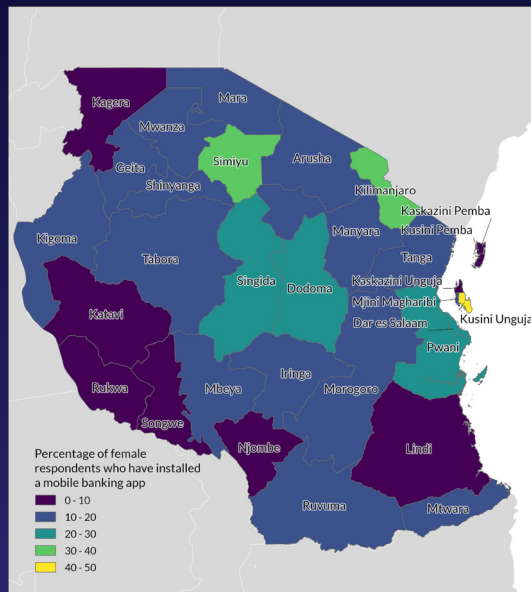 Kagera
Mara
Mwanza
Simiyu
Arusha
Geita
Shinyanga
Kilimanjaro
Kaskazini Pemba
Kusini Pemba
Manyara
Kigoma
Tabora
Tanga
Singida
Dodoma
Kaskazini Unguja
Mjini Magharibi
Katavi
Dar es Salaam
Kusini Unguja
Pwani
Rukwa
Mbeya
Iringa
Morogoro
Songwe
Njombe
Lindi
Ruvuma
Mtwara
Percentage of female
respondents who have installed
a mobile banking app
0 - 10
10 - 20
20 - 30
30 - 40
40 - 50